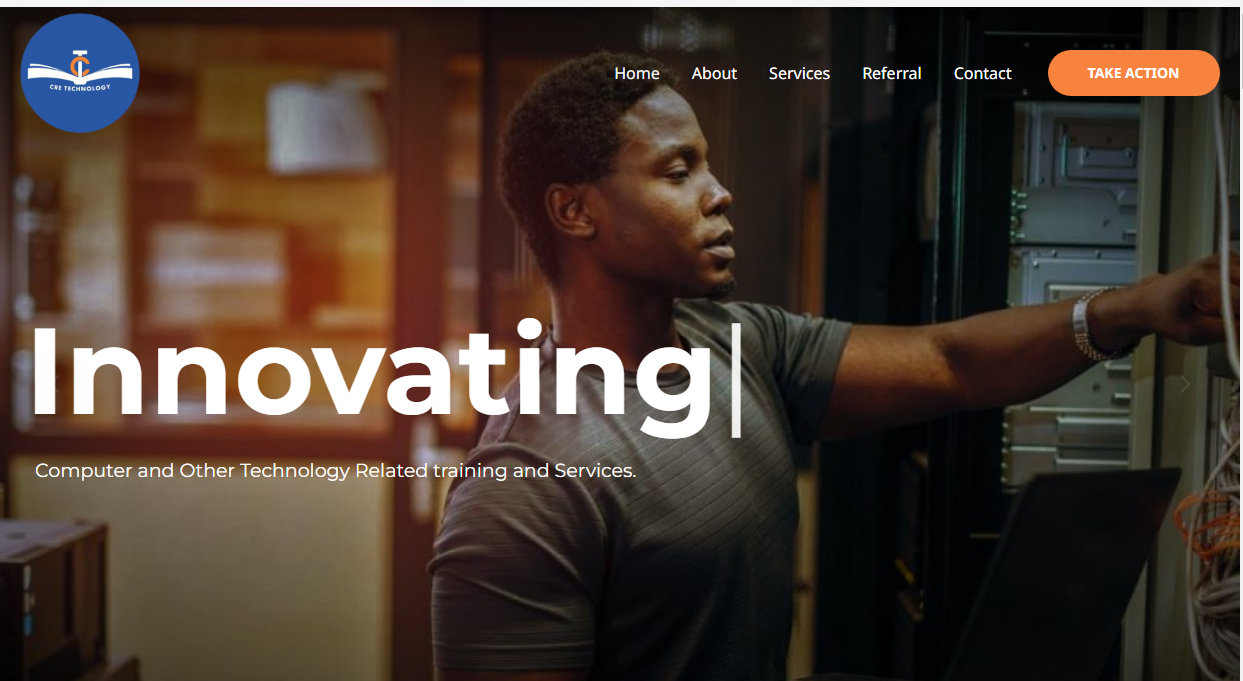 CRE TECHNOLOGY
Home About Services Referral Contact TAKE ACTION
Innovating|
Computer and Other Technology Related training and Services.